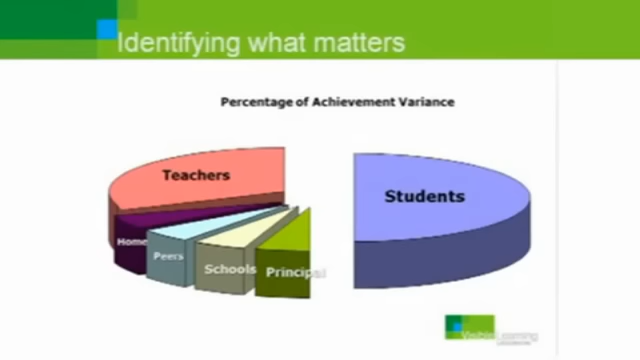 Identifying what matters
Percentage of Achievement Variance
Teachers
Students
Home
Peers
Schools
Principal
Visible Learning